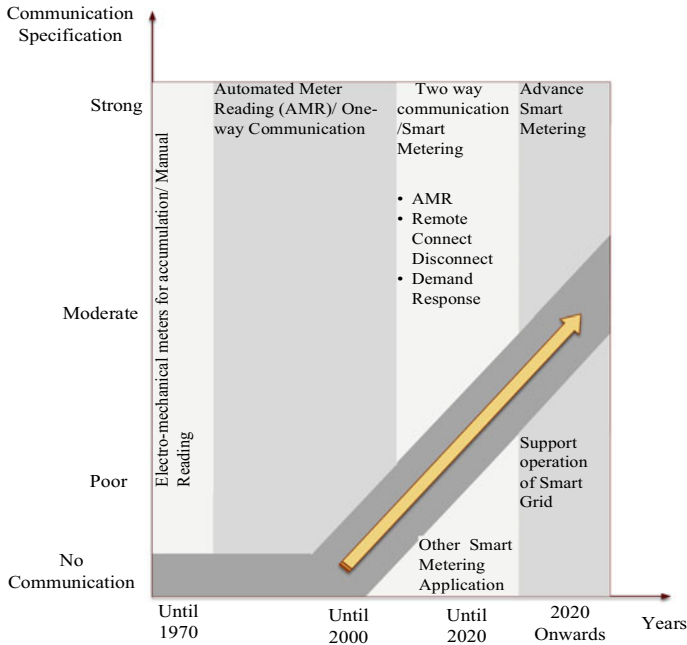 Communication
Specification
Strong
Moderate
Poor
No
Communication
Electro-mechanical meters for accumulation/ Manual
Reading
Automated Meter
Reading (AMR)/ One-
way Communication
Two way
communication
/Smart
Metering
• AMR
• Remote
Connect
Disconnect
• Demand
Response
Advance
Smart
Metering
Support
operation
of Smart
Grid
Other Smart
Metering
Application
Until
1970
Until
2000
Until
2020
2020
Onwards
Years